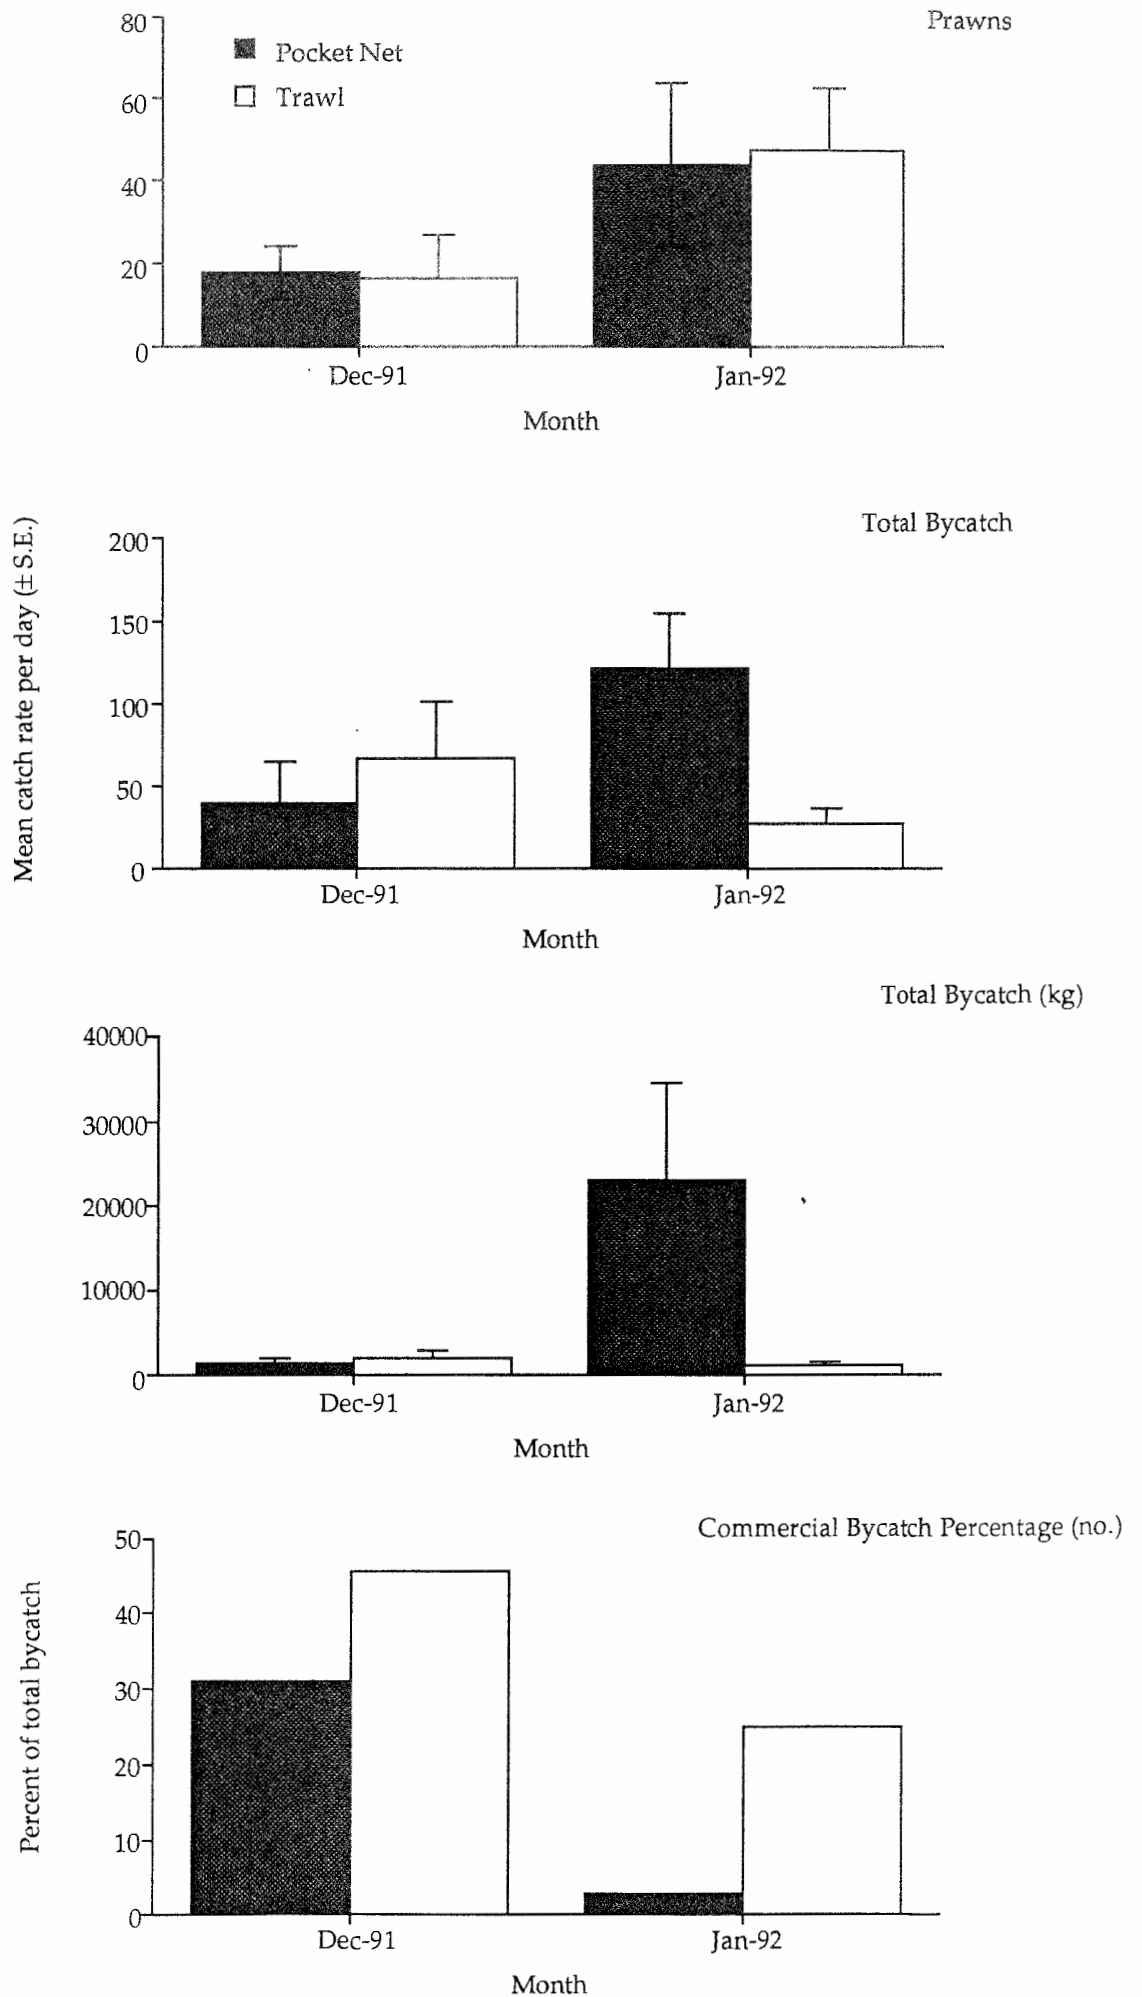 Prawns
80
Pocket Net
Trawl
60
40
20
0
Dec-91
Jan-92
Month
Mean catch rate per day (± S.E.)
Total Bycatch
200
150
100
50
0
Dec-91
Jan-92
Month
Total Bycatch (kg)
40000
30000
20000
10000
0
Dec-91
Jan-92
Month
Commercial Bycatch Percentage (no.)
Percent of total bycatch
50
40
30
20
10
0
Dec-91
Jan-92
Month